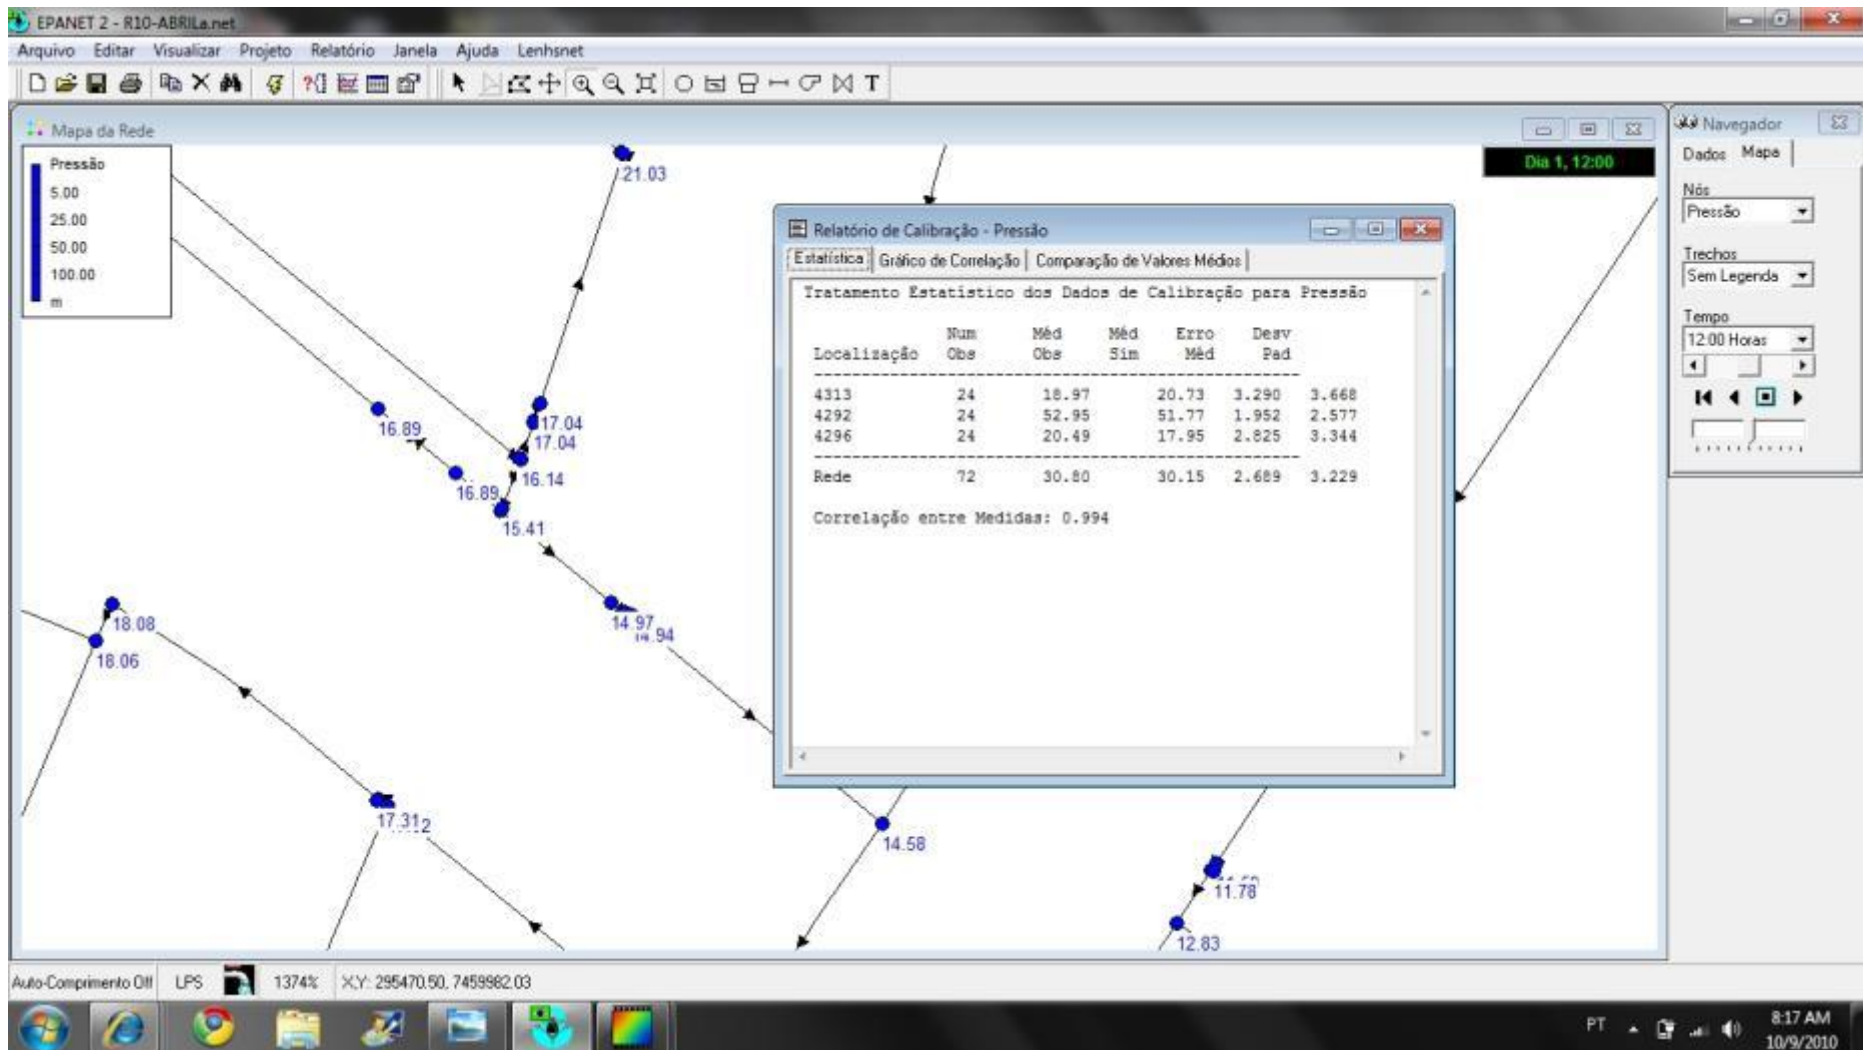 EPANET 2 - R10-ABRILa.net
Arquivo Editar Visualizar Projeto Relatório Janela Ajuda Lenhsnet
T
Mapa da Rede
Pressão
5.00
25.00
50.00
100.00
m
Dia 1, 12:00
21.03
16.89
17.04
17.04
16.14
16.89
15.41
14.97
14.94
18.08
18.06
17.31
14.58
11.78
12.83
Relatório de Calibração - Pressão
Estatística Gráfico de Correlação Comparação de Valores Médios
Tratamento Estatístico dos Dados de Calibração para Pressão
Num Méd Méd Erro Desv
Localização Obs Obs Sim Méd Pad
4313 24 18.97 20.73 3.290 3.668
4292 24 52.95 51.77 1.952 2.577
4296 24 20.49 17.95 2.825 3.344
Rede 72 30.80 30.15 2.689 3.229
Correlação entre Medidas: 0.994
Navegador
Dados Mapa
Nós
Pressão
Trechos
Sem Legenda
Tempo
12:00 Horas
Auto-Comprimento Off LPS 1374% X,Y: 295470.50, 7459982.03
PT
8:17 AM
10/9/2010